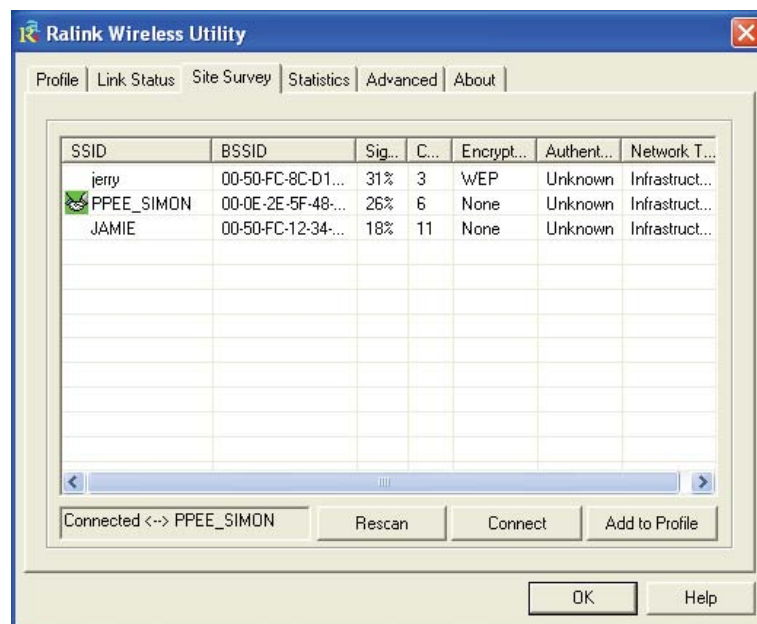 Ralink Wireless Utility
Profile Link Status Site Survey Statistics Advanced About
SSID BSSID Sig... C... Encrypt... Authent... Network T...
jerry 00-50-FC-8C-D1... 31% 3 WEP Unknown Infrastruct...
PPEE_SIMON 00-0E-2E-5F-48-... 26% 6 None Unknown Infrastruct...
JAMIE 00-50-FC-12-34-... 18% 11 None Unknown Infrastruct...
Connected <--> PPEE_SIMON Rescan Connect Add to Profile
OK Help